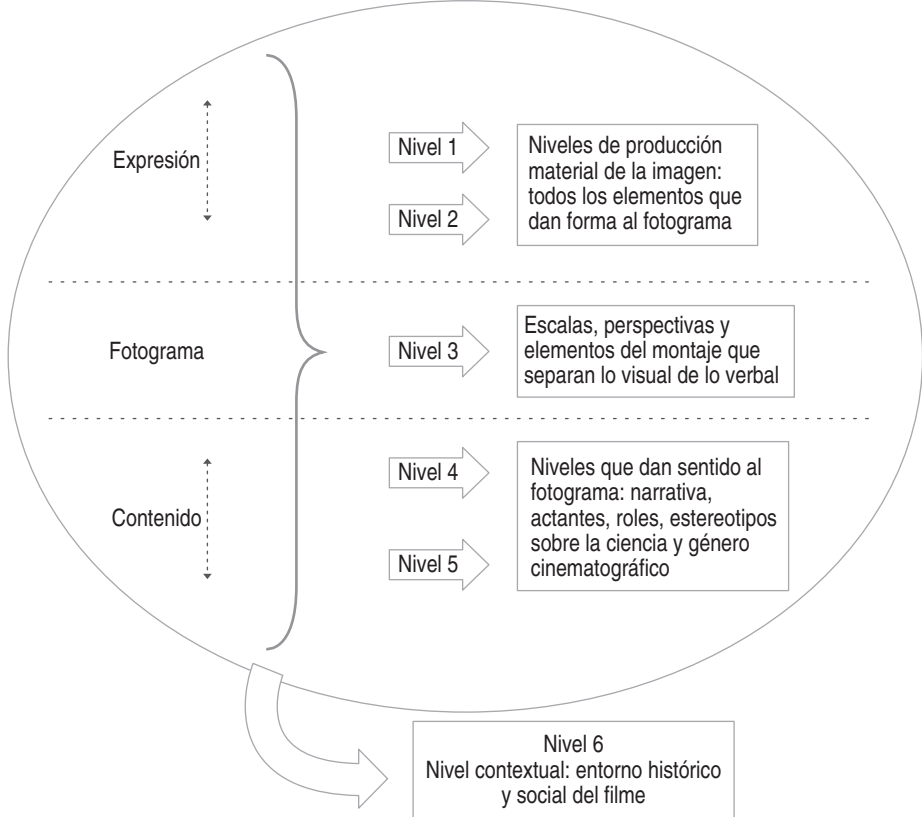 Expresión
Nivel 1
Nivel 2
Niveles de producción
material de la imagen:
todos los elementos que
dan forma al fotograma
Fotograma
Nivel 3
Escalas, perspectivas y
elementos del montaje que
separan lo visual de lo verbal
Contenido
Nivel 4
Nivel 5
Niveles que dan sentido al
fotograma: narrativa,
actantes, roles, estereotipos
sobre la ciencia y género
cinematográfico
Nivel 6
Nivel contextual: entorno histórico
y social del filme